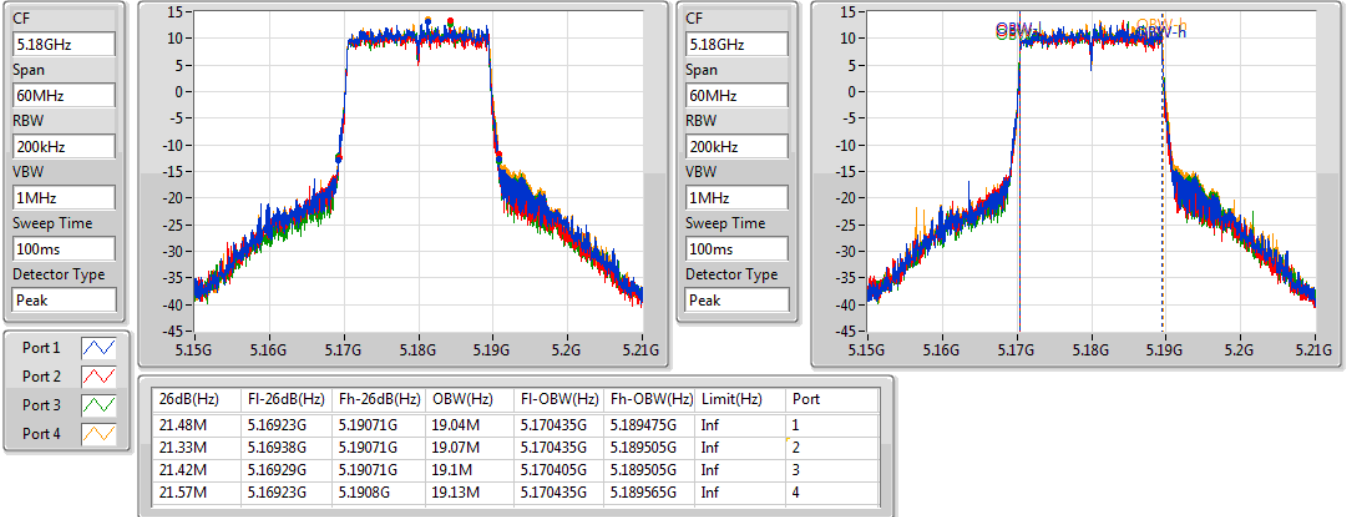 CF
5.18GHz
Span
60MHz
RBW
200kHz
VBW
1MHz
Sweep Time
100ms
Detector Type
Peak
15
10
5
0
-5
-10
-15
-20
-25
-30
-35
-40
-45
5.15G 5.16G 5.17G 5.18G 5.19G 5.2G 5.21G
CF
5.18GHz
Span
60MHz
RBW
200kHz
VBW
1MHz
Sweep Time
100ms
Detector Type
Peak
15
10
5
0
-5
-10
-15
-20
-25
-30
-35
-40
-45
OBW-h
5.15G 5.16G 5.17G 5.18G 5.19G 5.2G 5.21G
Port 1
Port 2
Port 3
Port 4
26dB(Hz) Fl-26dB(Hz) Fh-26dB(Hz) OBW(Hz) Fl-OBW(Hz) Fh-OBW(Hz) Limit(Hz) Port
21.48M 5.16923G 5.19071G 19.04M 5.170435G 5.189475G Inf 1
21.33M 5.16938G 5.19071G 19.07M 5.170435G 5.189505G Inf 2
21.42M 5.16929G 5.19071G 19.1M 5.170405G 5.189505G Inf 3
21.57M 5.16923G 5.1908G 19.13M 5.170435G 5.189565G Inf 4